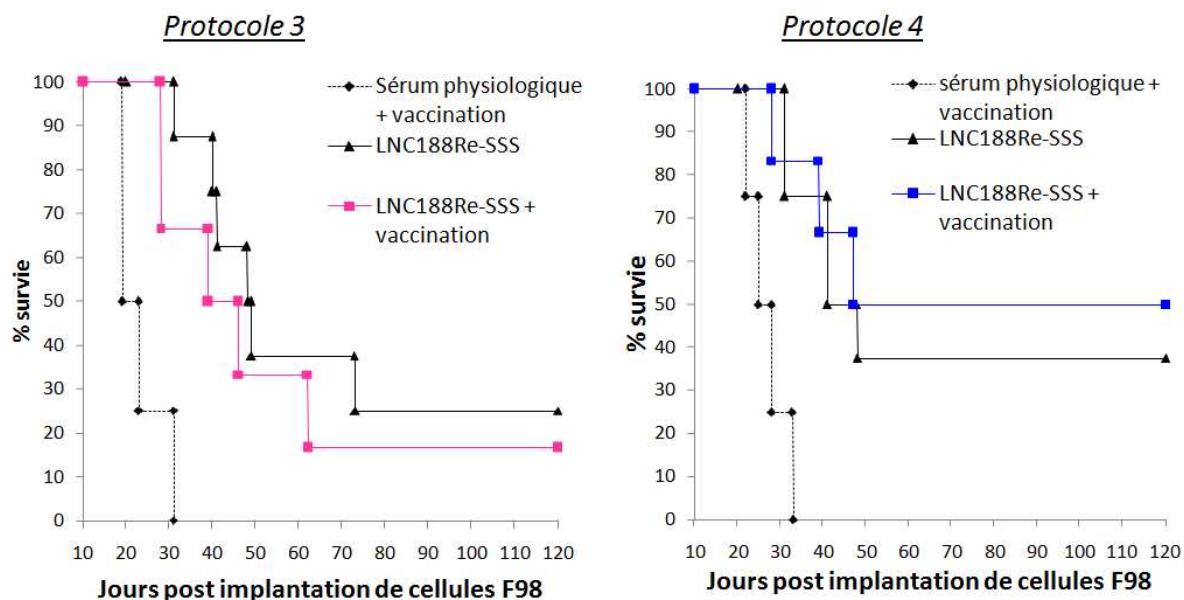 Protocole 3
Sérum physiologique
+ vaccination
LNC188Re-SSS
LNC188Re-SSS +
vaccination
% survie
100
90
80
70
60
50
40
30
20
10
0
10 20 30 40 50 60 70 80 90 100 110 120
Jours post implantation de cellules F98
Protocole 4
sérum physiologique +
vaccination
LNC188Re-SSS
LNC188Re-SSS +
vaccination
% survie
100
90
80
70
60
50
40
30
20
10
0
10 20 30 40 50 60 70 80 90 100 110 120
Jours post implantation de cellules F98